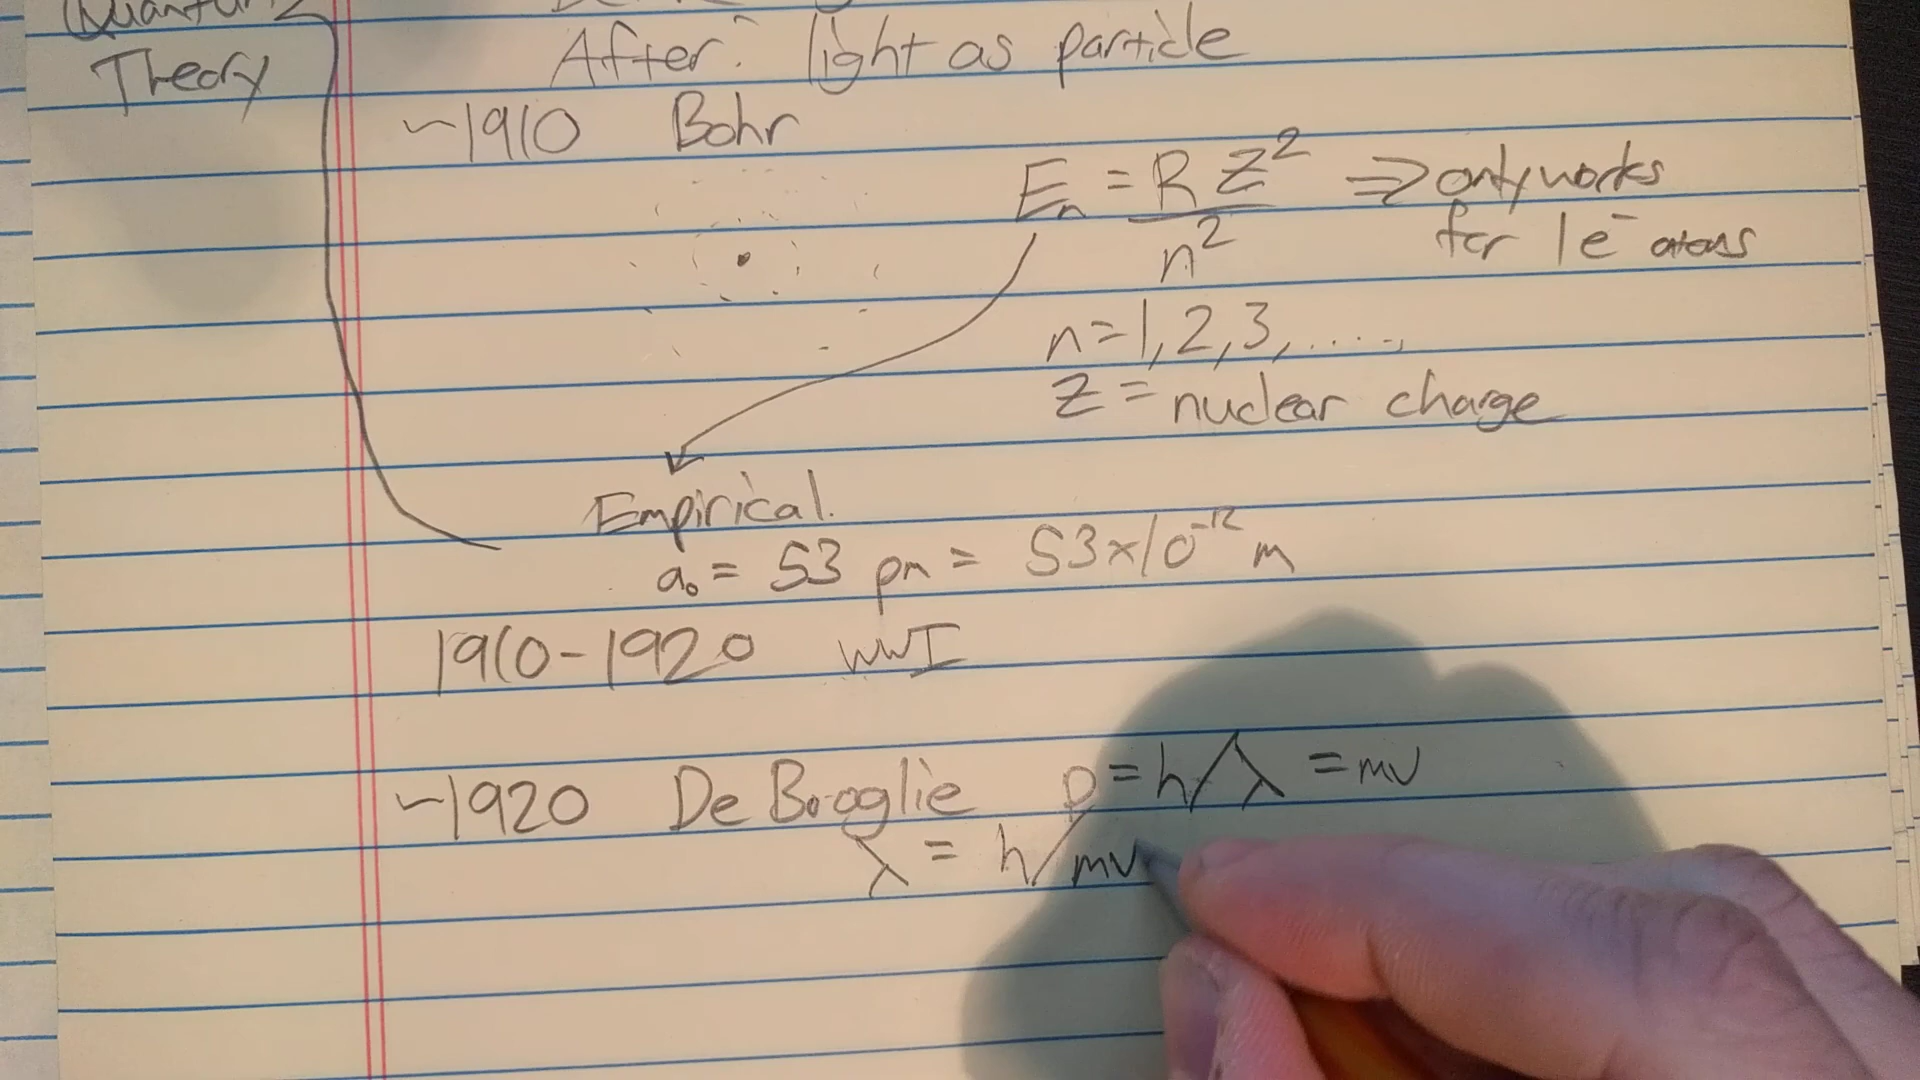 Quantum
Theory
After: light as particle
~1910 Bohr
Eₙ = R Z² ⇒ only works
n² for 1e⁻ atoms
n = 1, 2, 3, ....,
Z = nuclear charge
Empirical.
a₀ = 53 pm = 53×10⁻¹² m
1910-1920 WWI
~1920 De Broglie p = h/λ = mv
λ = h/mv